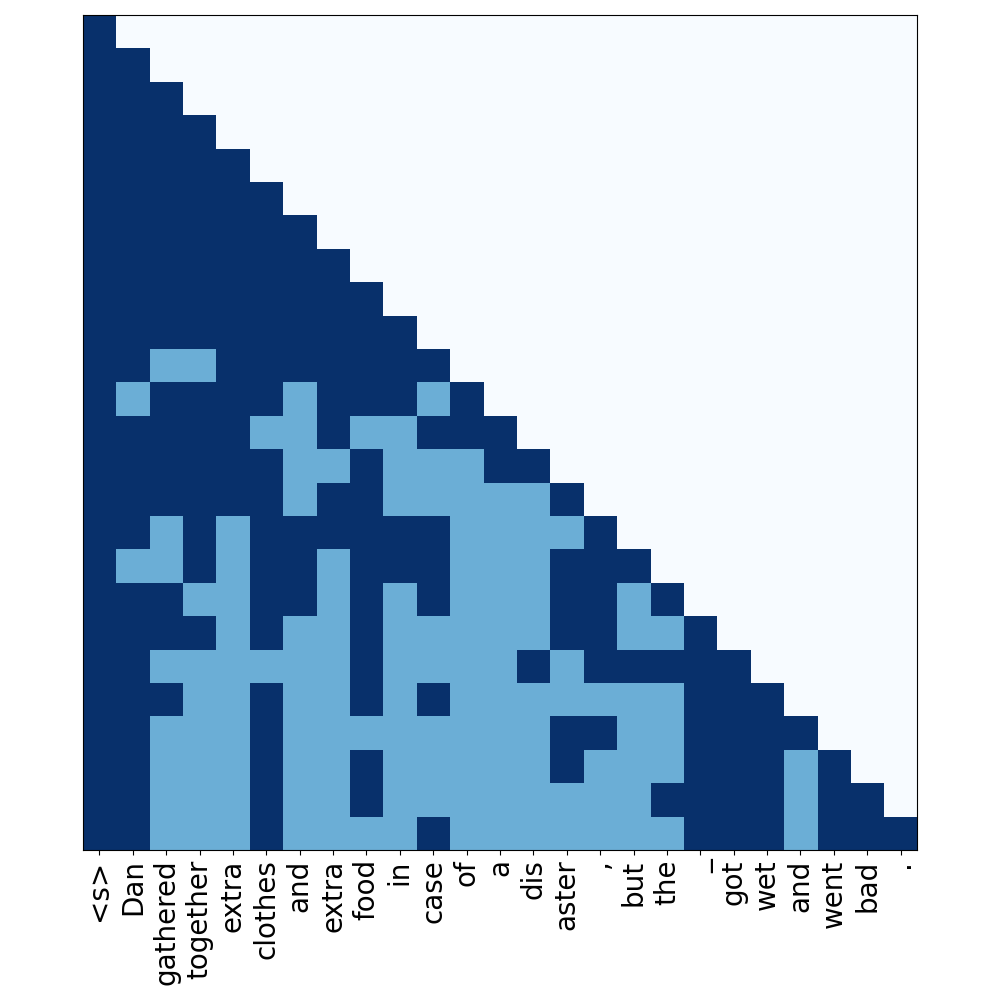 <s> Dan gathered together extra clothes and extra food in case of a dis aster , but the _ got wet and went bad .